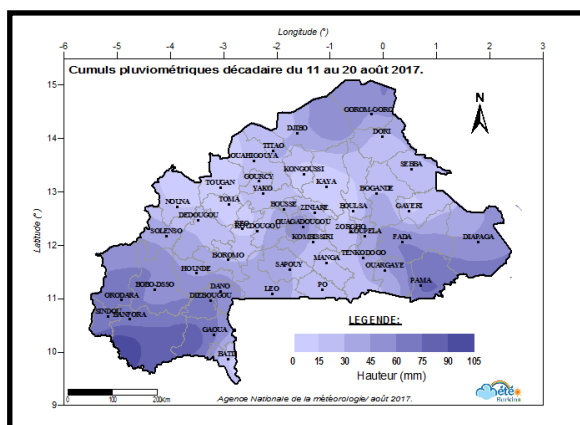 Longitude (°)
-6 -5 -4 -3 -2 -1 0 1 2 3
Cumuls pluviométriques décadaire du 11 au 20 août 2017.
15
N
GOROM-GORO
DJIBO
DORI
14
TITAO
OUAHIGOUYA
KONGOUSSI
SEBBA
GOURCY
TOUGAN
YAKO
KAYA
BOGANDE
13
NOUNA
TOMA
BOUSSE
ZINIARE
BOULSA
GAYERI
DEDOUGOU
REO
KOUDOUGOU
OUAGADOUGOU
ZORGHO
KOUPELA
SOLENSO
KOMBISSIRI
FADA
DIAPAGA
12
Latitude (°)
BOROMO
MANGA
TENKODOGO
HOUNDE
SAPOUY
OUARGAYE
BOBO-DSSO
DANO
LEO
PO
PAMA
11
ORODARA
DIEBOUGOU
SINDOU
BANFORA
GAOUA
BATIE
10
9
LEGENDE:
0 15 30 45 60 75 90 105
Hauteur (mm)
0 100 200km
Agence Nationale de la météorologie/ août 2017.
météo
Burkina